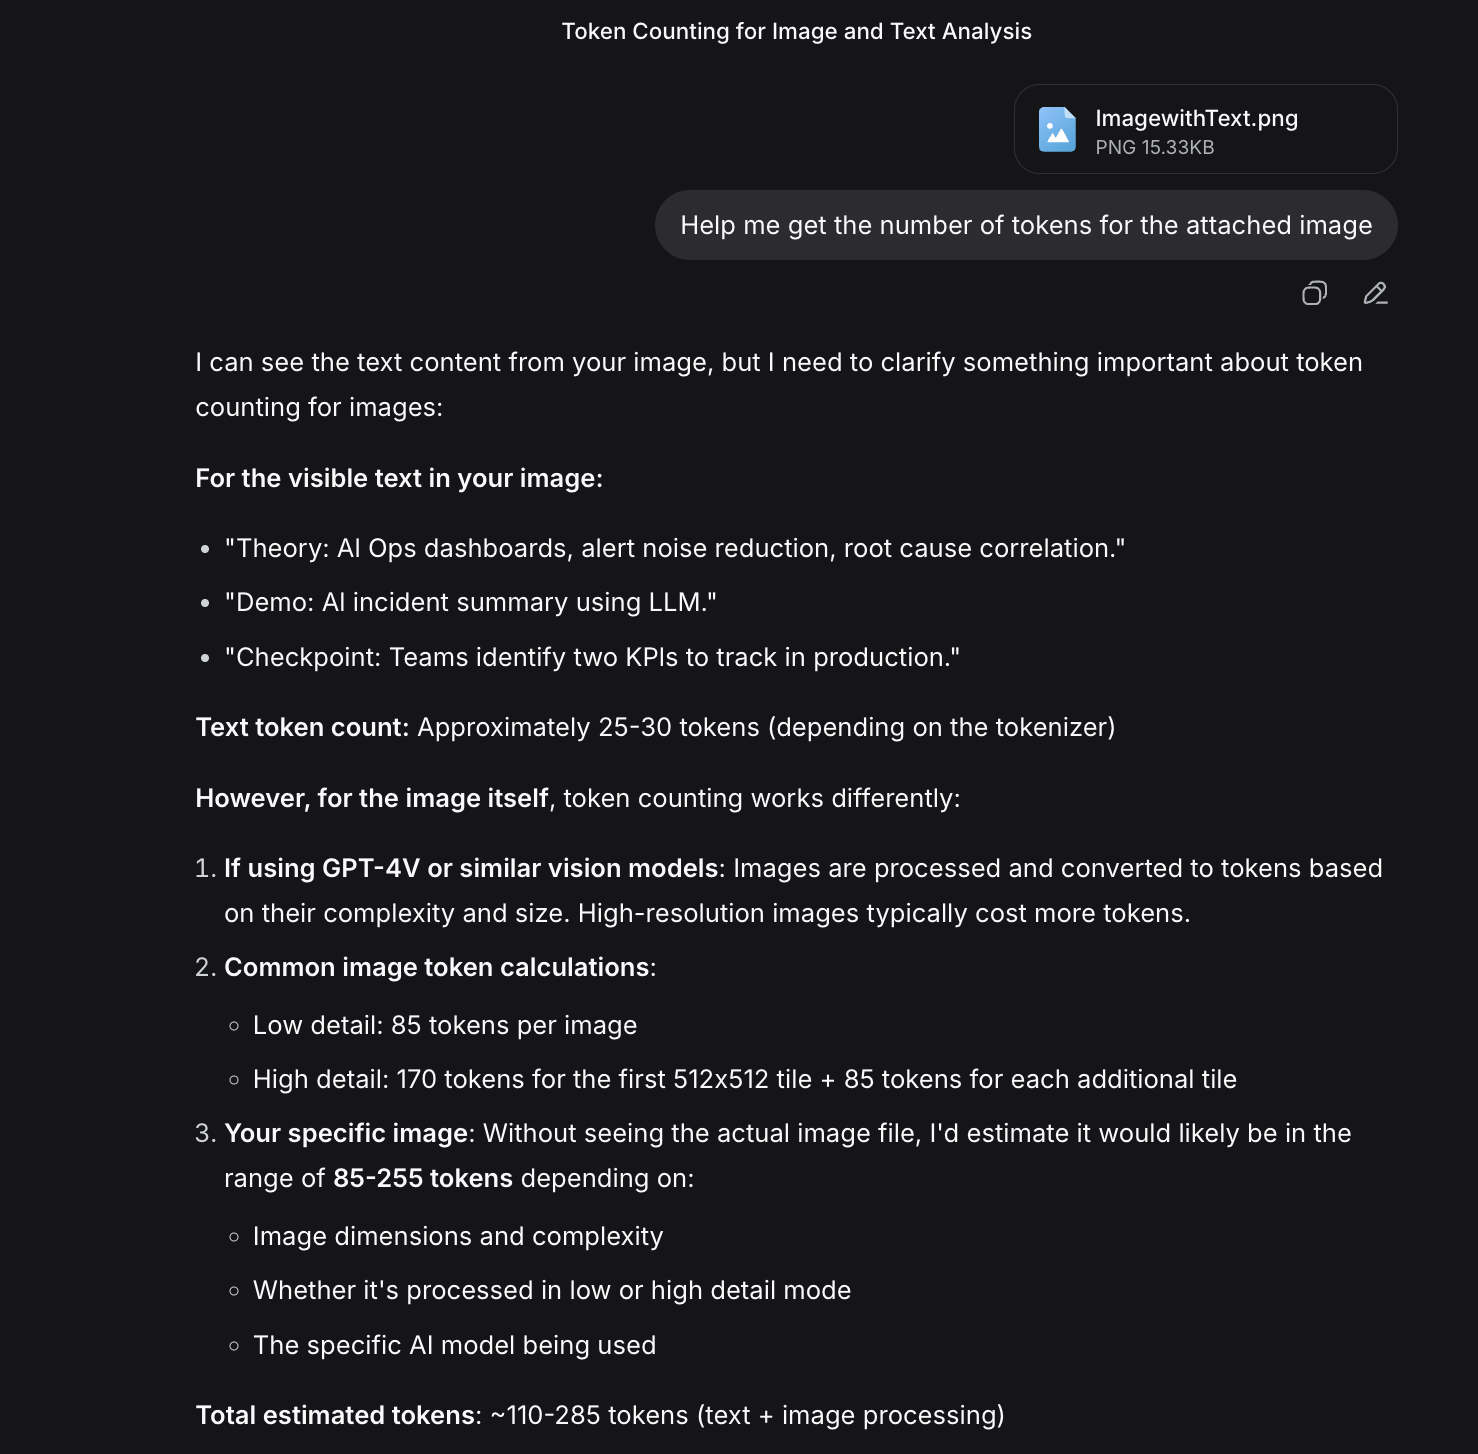 Token Counting for Image and Text Analysis
ImagewithText.png
PNG 15.33KB
Help me get the number of tokens for the attached image
I can see the text content from your image, but I need to clarify something important about token
counting for images:
For the visible text in your image:
• "Theory: AI Ops dashboards, alert noise reduction, root cause correlation."
• "Demo: AI incident summary using LLM."
• "Checkpoint: Teams identify two KPIs to track in production."
Text token count: Approximately 25-30 tokens (depending on the tokenizer)
However, for the image itself, token counting works differently:
1. If using GPT-4V or similar vision models: Images are processed and converted to tokens based
on their complexity and size. High-resolution images typically cost more tokens.
2. Common image token calculations:
◦ Low detail: 85 tokens per image
◦ High detail: 170 tokens for the first 512x512 tile + 85 tokens for each additional tile
3. Your specific image: Without seeing the actual image file, I'd estimate it would likely be in the
range of 85-255 tokens depending on:
◦ Image dimensions and complexity
◦ Whether it's processed in low or high detail mode
◦ The specific AI model being used
Total estimated tokens: ~110-285 tokens (text + image processing)